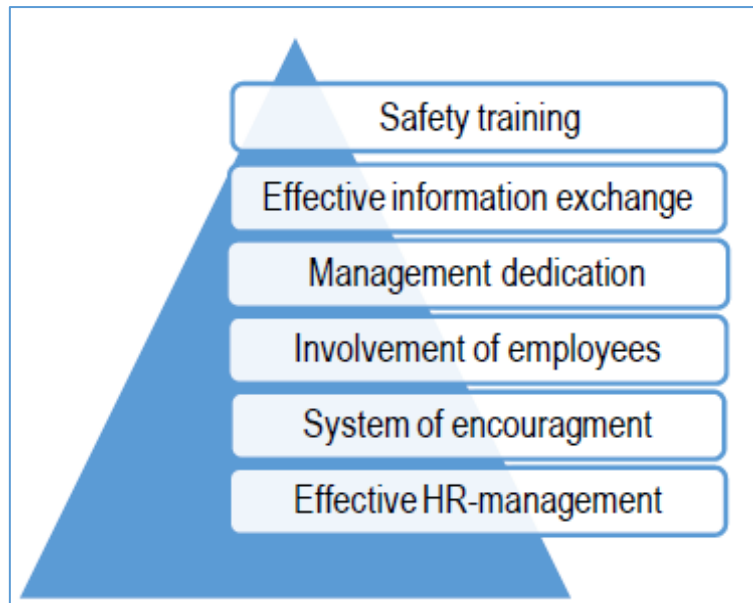 Safety training
Effective information exchange
Management dedication
Involvement of employees
System of encouragment
Effective HR-management